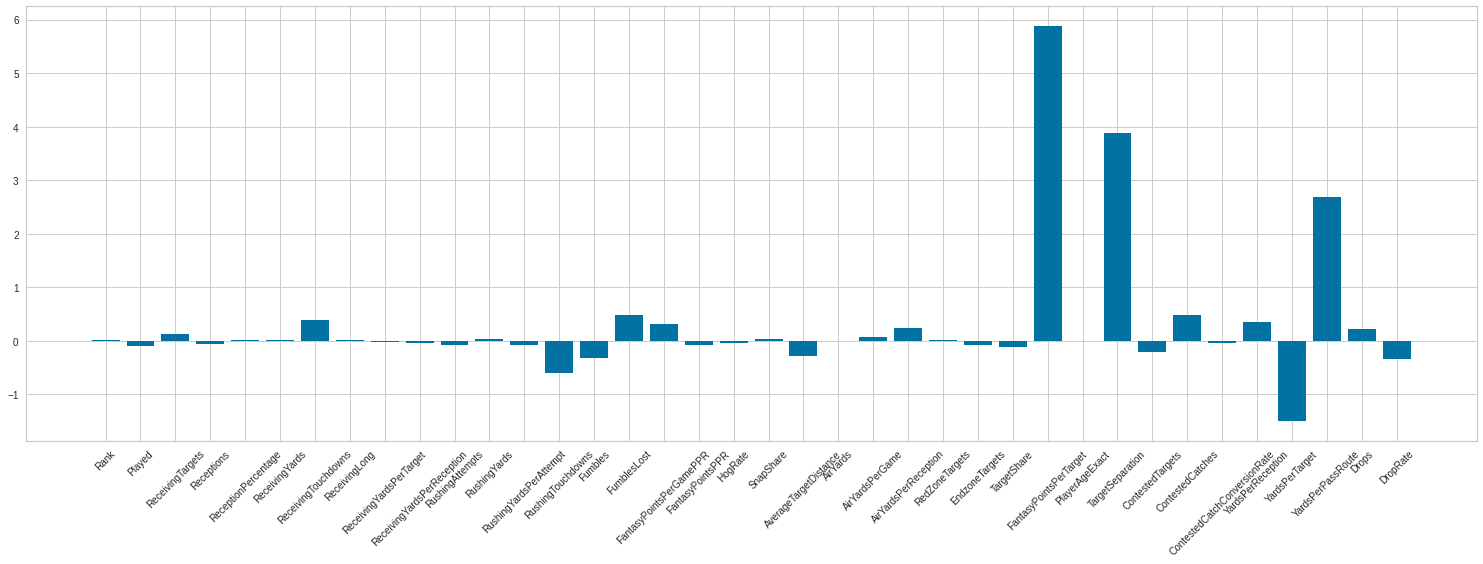 6
5
4
3
2
1
0
−1
Rank
Played
ReceivingTargets
Receptions
ReceptionPercentage
ReceivingYards
ReceivingTouchdowns
ReceivingLong
ReceivingYardsPerTarget
ReceivingYardsPerReception
RushingAttempts
RushingYards
RushingYardsPerAttempt
RushingTouchdowns
Fumbles
FumblesLost
FantasyPointsPerGamePPR
FantasyPointsPPR
HogRate
SnapShare
AverageTargetDistance
AirYards
AirYardsPerGame
AirYardsPerReception
RedZoneTargets
EndzoneTargets
TargetShare
FantasyPointsPerTarget
PlayerAgeExact
TargetSeparation
ContestedTargets
ContestedCatches
ContestedCatchConversionRate
YardsPerReception
YardsPerTarget
YardsPerPassRoute
Drops
DropRate